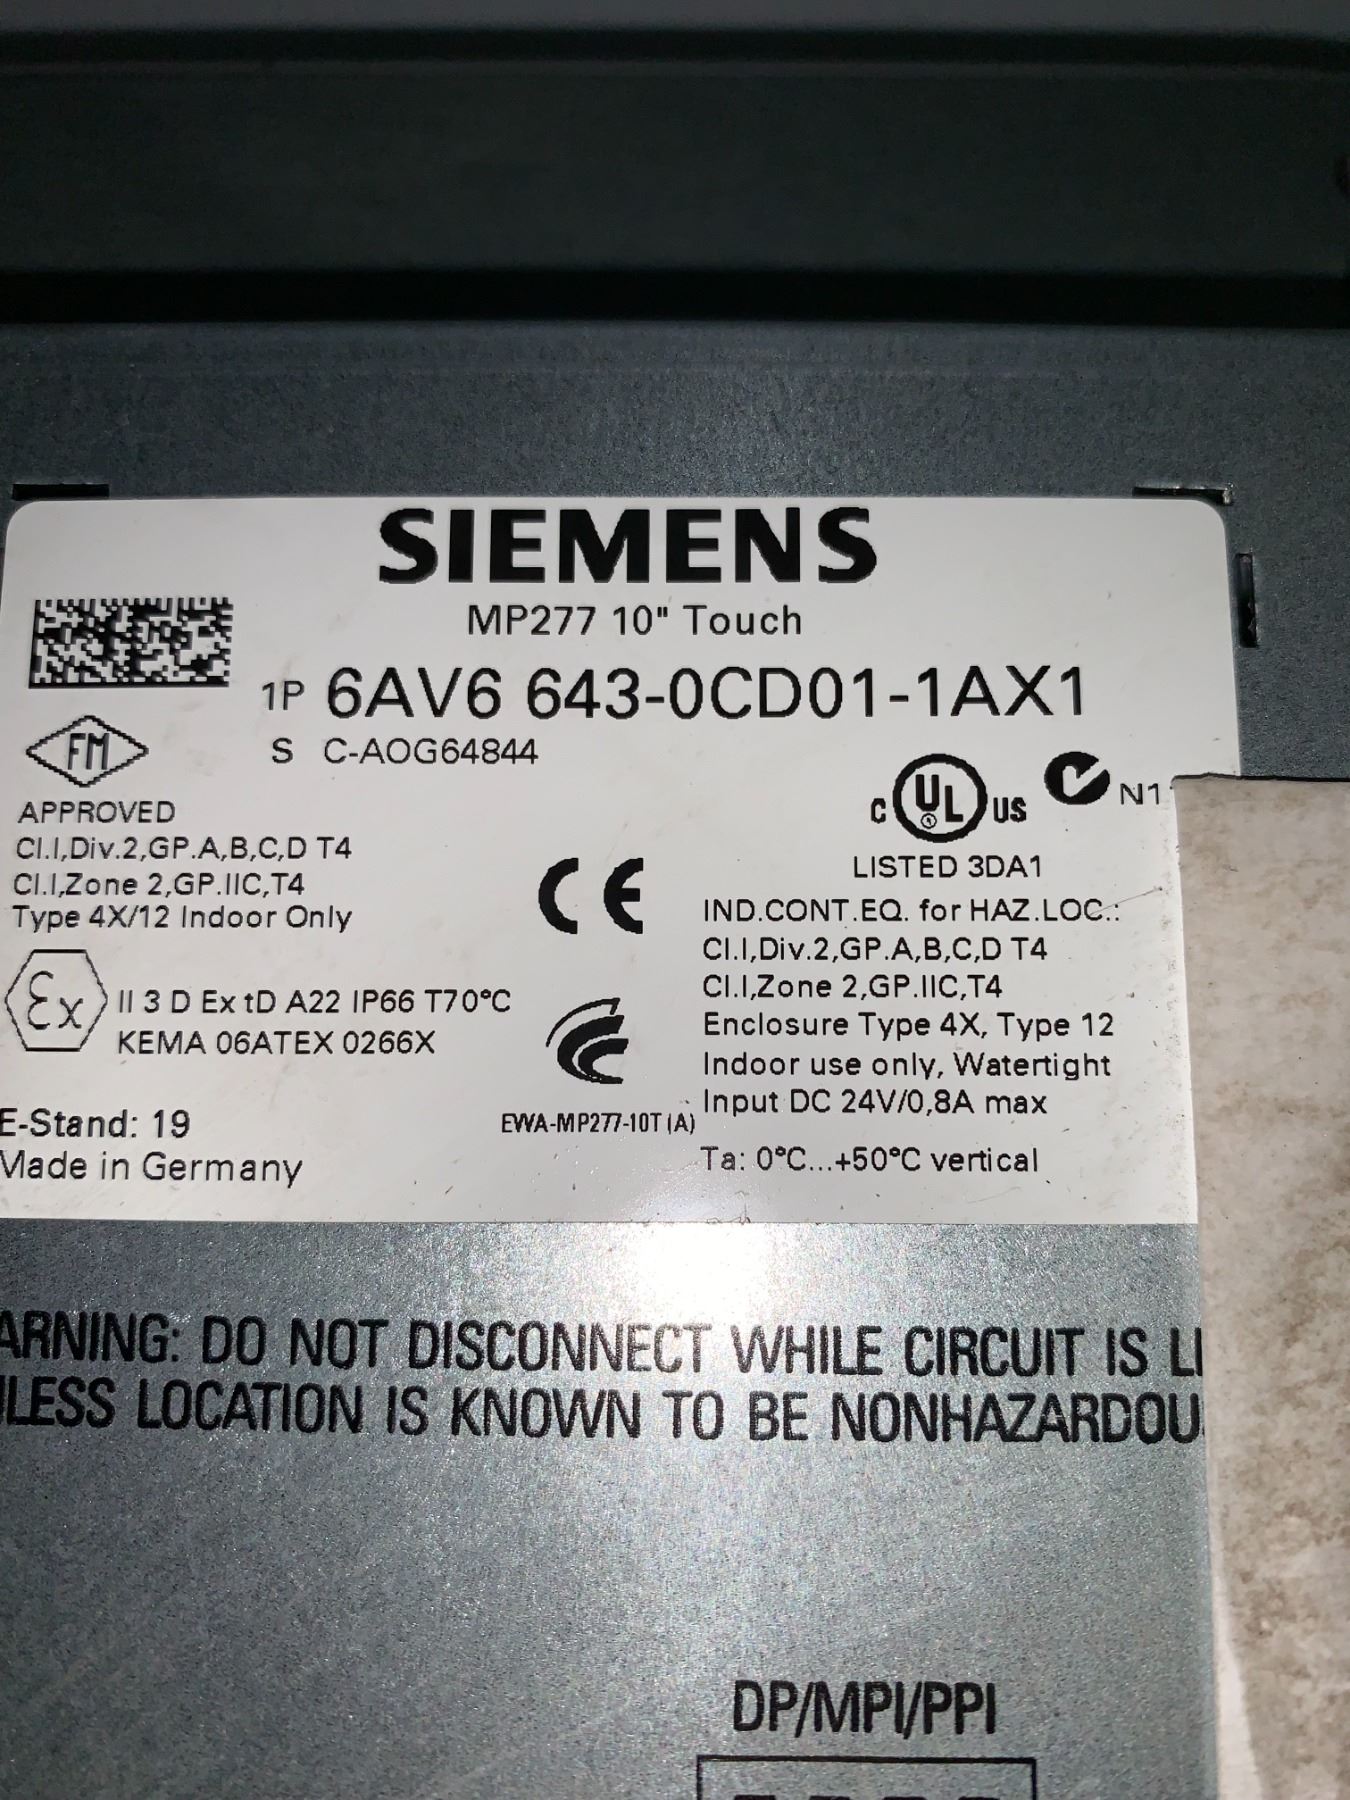 SIEMENS
MP277 10" Touch
1P 6AV6 643-0CD01-1AX1
S C-AOG64844
FM
APPROVED
Cl.I,Div.2,GP.A,B,C,D T4
Cl.I,Zone 2,GP.IIC,T4
Type 4X/12 Indoor Only
C UL US
N1
LISTED 3DA1
IND.CONT.EQ. for HAZ.LOC.:
Cl.I,Div.2,GP.A,B,C,D T4
Cl.I,Zone 2,GP.IIC,T4
Enclosure Type 4X, Type 12
Indoor use only, Watertight
Input DC 24V/0,8A max
Ta: 0°C...+50°C vertical
CE
Ex II 3 D Ex tD A22 IP66 T70°C
KEMA 06ATEX 0266X
EWA-MP277-10T (A)
E-Stand: 19
Made in Germany
ARNING: DO NOT DISCONNECT WHILE CIRCUIT IS LI
LESS LOCATION IS KNOWN TO BE NONHAZARDOU
DP/MPI/PPI